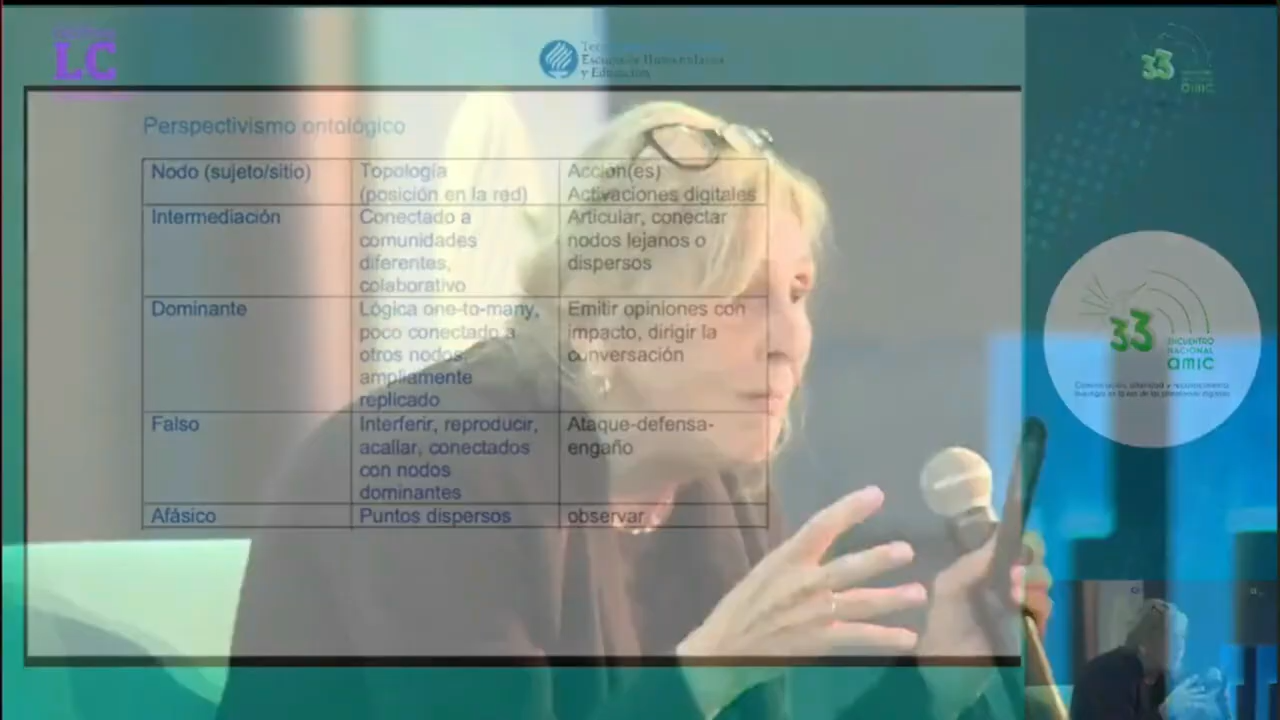 LC
Escuela de Humanidades
y Educación
33
amic
Perspectivismo ontológico
Nodo (sujeto/sitio)
Topología
(posición en la red)
Acción(es)
Activaciones digitales
Intermediación
Conectado a
comunidades
diferentes,
colaborativo
Articular, conectar
nodos lejanos o
dispersos
Dominante
Lógica one-to-many,
poco conectado a
otros nodos,
ampliamente
replicado
Emitir opiniones con
impacto, dirigir la
conversación
Falso
Interferir, reproducir,
acallar, conectados
con nodos
dominantes
Ataque-defensa-
engaño
Afásico
Puntos dispersos
observar
33
ENCUENTRO
NACIONAL
amic